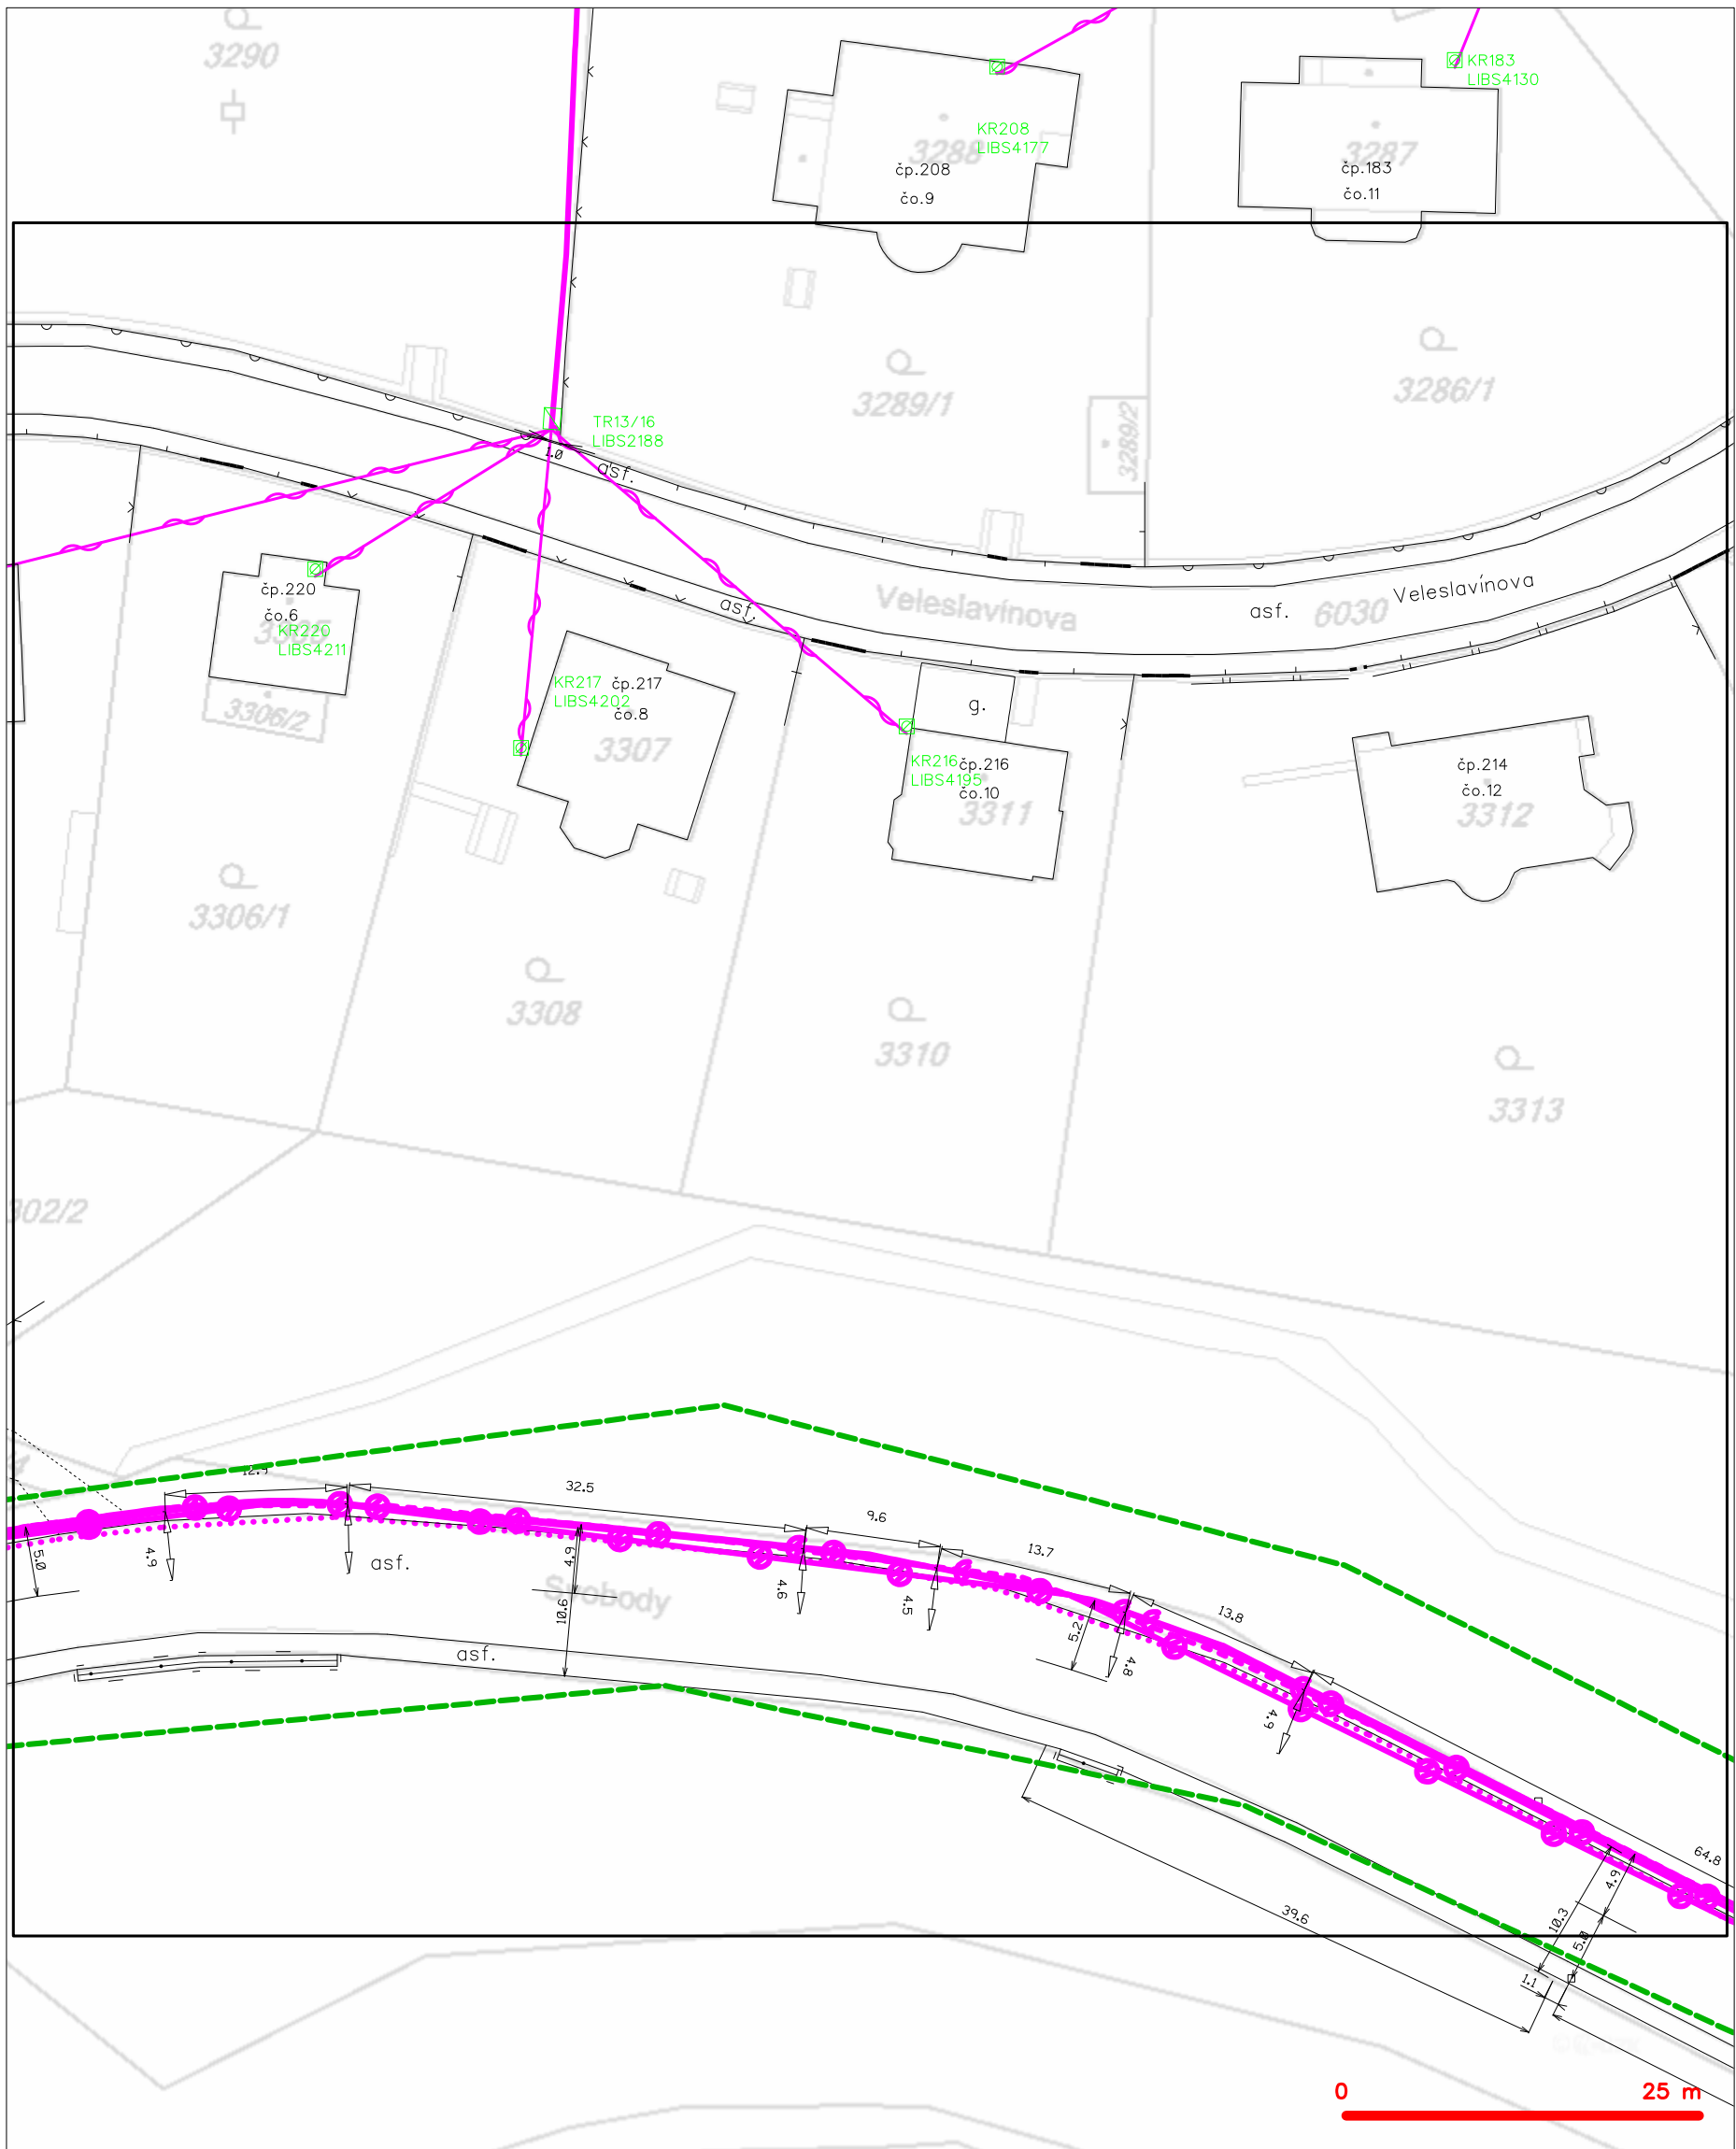 3290
KR183
LIBS4130
KR208
LIBS4177
3288
čp.208
čo.9
3287
čp.183
čo.11
3289/1
3286/1
3289/2
TR13/16
LIBS2188
1.0
asf.
asf.
Veleslavínova
asf.
6030
Veleslavínova
čp.220
čo.6
KR220
LIBS4211
3306/2
KR217
LIBS4202
čp.217
čo.8
3307
g.
KR216
LIBS4195
čp.216
čo.10
3311
čp.214
čo.12
3312
3306/1
3308
3310
3313
302/2
12.9
32.5
9.6
13.7
13.8
64.8
5.0
4.9
asf.
4.9
10.6
Svobody
4.6
4.5
5.2
4.8
4.9
asf.
39.6
4.9
10.3
5.0
1.1
0 25 m